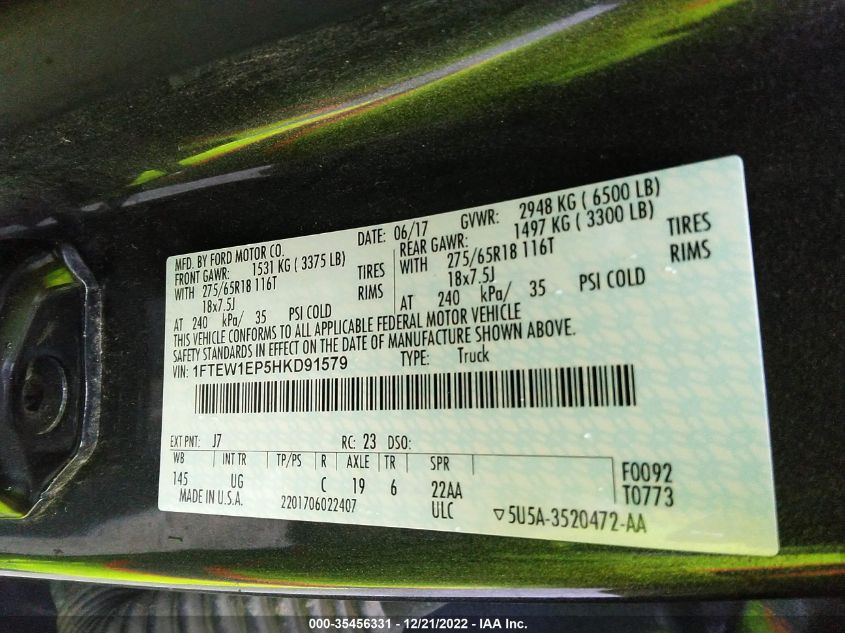 MFD. BY FORD MOTOR CO. DATE: 06/17 GVWR: 2948 KG ( 6500 LB)
FRONT GAWR: 1531 KG ( 3375 LB) REAR GAWR: 1497 KG ( 3300 LB)
WITH 275/65R18 116T TIRES WITH 275/65R18 116T TIRES
18x7.5J RIMS 18x7.5J RIMS
AT 240 kPa/ 35 PSI COLD AT 240 kPa/ 35 PSI COLD
THIS VEHICLE CONFORMS TO ALL APPLICABLE FEDERAL MOTOR VEHICLE
SAFETY STANDARDS IN EFFECT ON THE DATE OF MANUFACTURE SHOWN ABOVE.
VIN: 1FTEW1EP5HKD91579 TYPE: Truck
EXT PNT: J7 RC: 23 DSO:
WB INT TR TP/PS R AXLE TR SPR
145 UG C 19 6 22AA F0092
MADE IN U.S.A. 2201706022407 ULC T0773
▽5U5A-3520472-AA
000-35456331 - 12/21/2022 - IAA Inc.